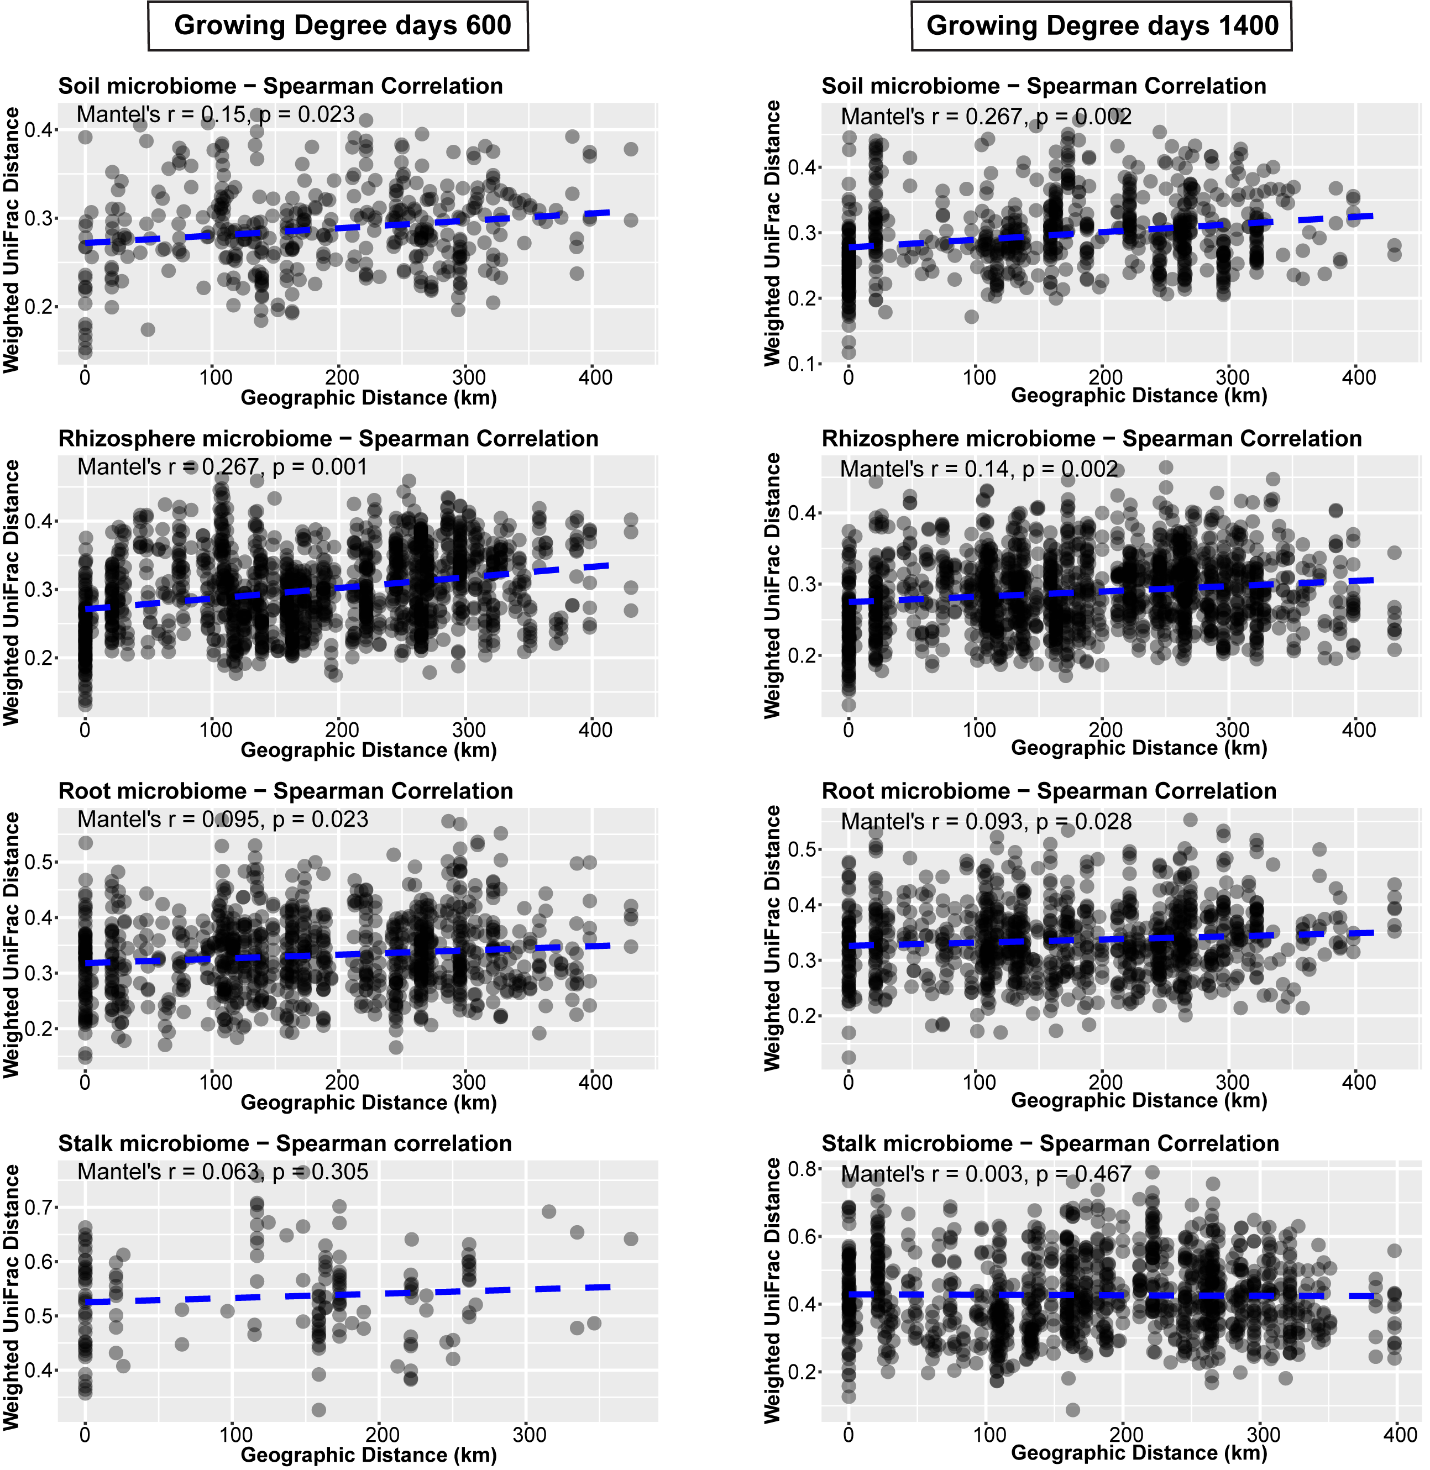 Growing Degree days 600
Growing Degree days 1400
Soil microbiome − Spearman Correlation
Mantel's r = 0.15, p = 0.023
Weighted UniFrac Distance
0.4
0.3
0.2
0 100 200 300 400
Geographic Distance (km)
Soil microbiome − Spearman Correlation
Mantel's r = 0.267, p = 0.002
Weighted UniFrac Distance
0.4
0.3
0.2
0.1
0 100 200 300 400
Geographic Distance (km)
Rhizosphere microbiome − Spearman Correlation
Mantel's r = 0.267, p = 0.001
Weighted UniFrac Distance
0.4
0.3
0.2
0 100 200 300 400
Geographic Distance (km)
Rhizosphere microbiome − Spearman Correlation
Mantel's r = 0.14, p = 0.002
Weighted UniFrac Distance
0.4
0.3
0.2
0 100 200 300 400
Geographic Distance (km)
Root microbiome − Spearman Correlation
Mantel's r = 0.095, p = 0.023
Weighted UniFrac Distance
0.5
0.4
0.3
0.2
0 100 200 300 400
Geographic Distance (km)
Root microbiome − Spearman Correlation
Mantel's r = 0.093, p = 0.028
Weighted UniFrac Distance
0.5
0.4
0.3
0.2
0 100 200 300 400
Geographic Distance (km)
Stalk microbiome − Spearman correlation
Mantel's r = 0.063, p = 0.305
Weighted UniFrac Distance
0.7
0.6
0.5
0.4
0 100 200 300
Geographic Distance (km)
Stalk microbiome − Spearman Correlation
Mantel's r = 0.003, p = 0.467
Weighted UniFrac Distance
0.8
0.6
0.4
0.2
0 100 200 300 400
Geographic Distance (km)